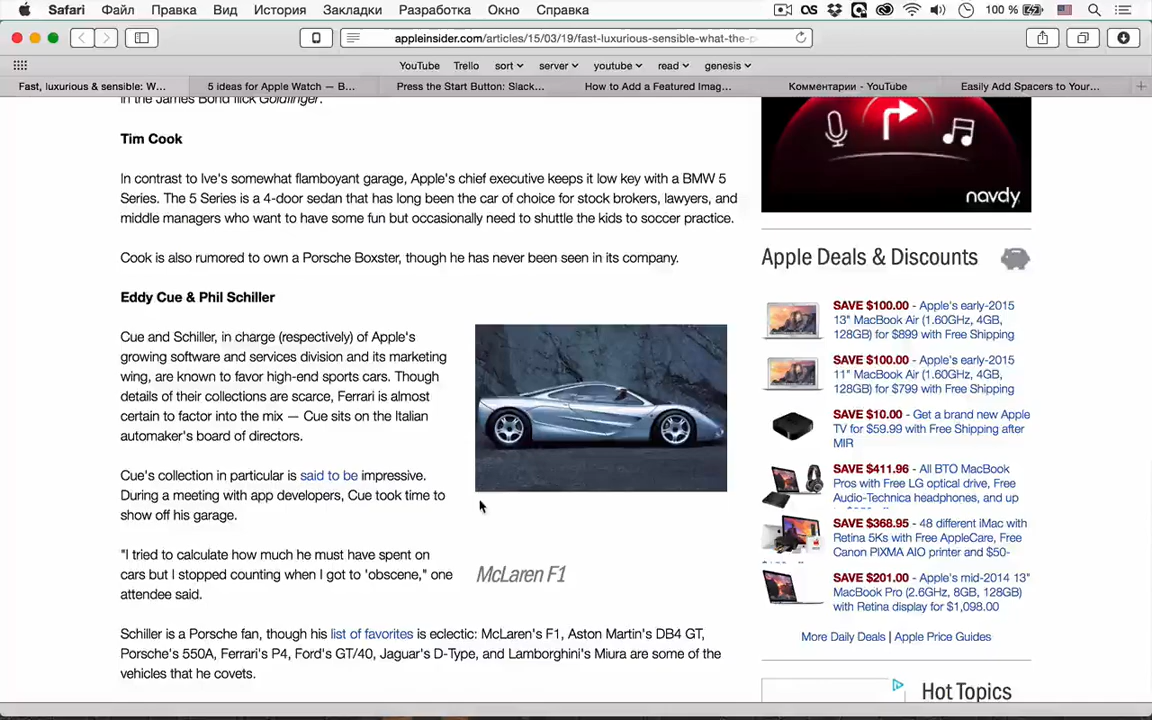 Safari Файл Правка Вид История Закладки Разработка Окно Справка 100 %
appleinsider.com/articles/15/03/19/fast-luxurious-sensible-what-the-p
YouTube Trello sort server youtube read genesis
Fast, luxurious & sensible: W... 5 ideas for Apple Watch — B... Press the Start Button: Slack... How to Add a Featured Imag... Комментарии - YouTube Easily Add Spacers to Your...
in the James Bond flick Goldfinger.
Tim Cook
In contrast to Ive's somewhat flamboyant garage, Apple's chief executive keeps it low key with a BMW 5
Series. The 5 Series is a 4-door sedan that has long been the car of choice for stock brokers, lawyers, and
middle managers who want to have some fun but occasionally need to shuttle the kids to soccer practice.
Cook is also rumored to own a Porsche Boxster, though he has never been seen in its company.
Eddy Cue & Phil Schiller
Cue and Schiller, in charge (respectively) of Apple's
growing software and services division and its marketing
wing, are known to favor high-end sports cars. Though
details of their collections are scarce, Ferrari is almost
certain to factor into the mix — Cue sits on the Italian
automaker's board of directors.
Cue's collection in particular is said to be impressive.
During a meeting with app developers, Cue took time to
show off his garage.
"I tried to calculate how much he must have spent on
cars but I stopped counting when I got to 'obscene," one
attendee said.
McLaren F1
Schiller is a Porsche fan, though his list of favorites is eclectic: McLaren's F1, Aston Martin's DB4 GT,
Porsche's 550A, Ferrari's P4, Ford's GT/40, Jaguar's D-Type, and Lamborghini's Miura are some of the
vehicles that he covets.
navdy
Apple Deals & Discounts
SAVE $100.00 - Apple's early-2015
13" MacBook Air (1.60GHz, 4GB,
128GB) for $899 with Free Shipping
SAVE $100.00 - Apple's early-2015
11" MacBook Air (1.60GHz, 4GB,
128GB) for $799 with Free Shipping
SAVE $10.00 - Get a brand new Apple
TV for $59.99 with Free Shipping after
MIR
SAVE $411.96 - All BTO MacBook
Pros with Free LG optical drive, Free
Audio-Technica headphones, and up
SAVE $368.95 - 48 different iMac with
Retina 5Ks with Free AppleCare, Free
Canon PIXMA AIO printer and $50-
SAVE $201.00 - Apple's mid-2014 13"
MacBook Pro (2.6GHz, 8GB, 128GB)
with Retina display for $1,098.00
More Daily Deals | Apple Price Guides
Hot Topics